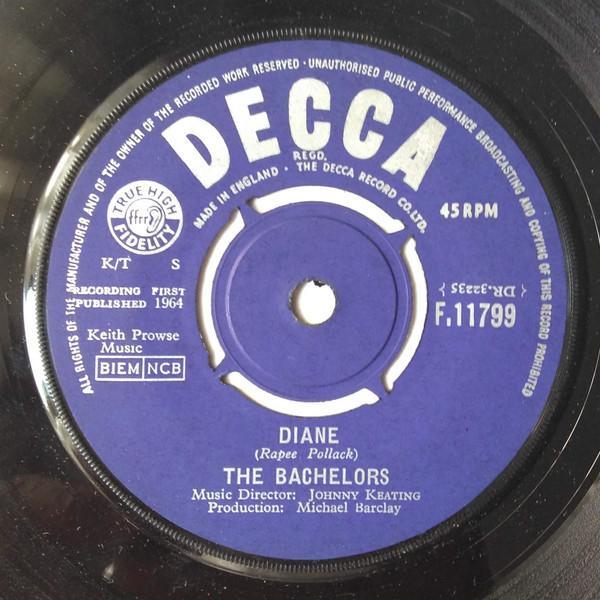 ALL RIGHTS OF THE MANUFACTURER AND OF THE OWNER OF THE RECORDED WORK RESERVED · UNAUTHORISED PUBLIC PERFORMANCE BROADCASTING AND COPYING OF THIS RECORD PROHIBITED
DECCA
REGD.
MADE IN ENGLAND · THE DECCA RECORD CO. LTD.
TRUE HIGH
ffrr
FIDELITY
45 RPM
K/T S
RECORDING FIRST
PUBLISHED 1964
DR-32235
F.11799
Keith Prowse
Music
BIEM NCB
DIANE
(Rapee Pollack)
THE BACHELORS
Music Director: JOHNNY KEATING
Production: Michael Barclay